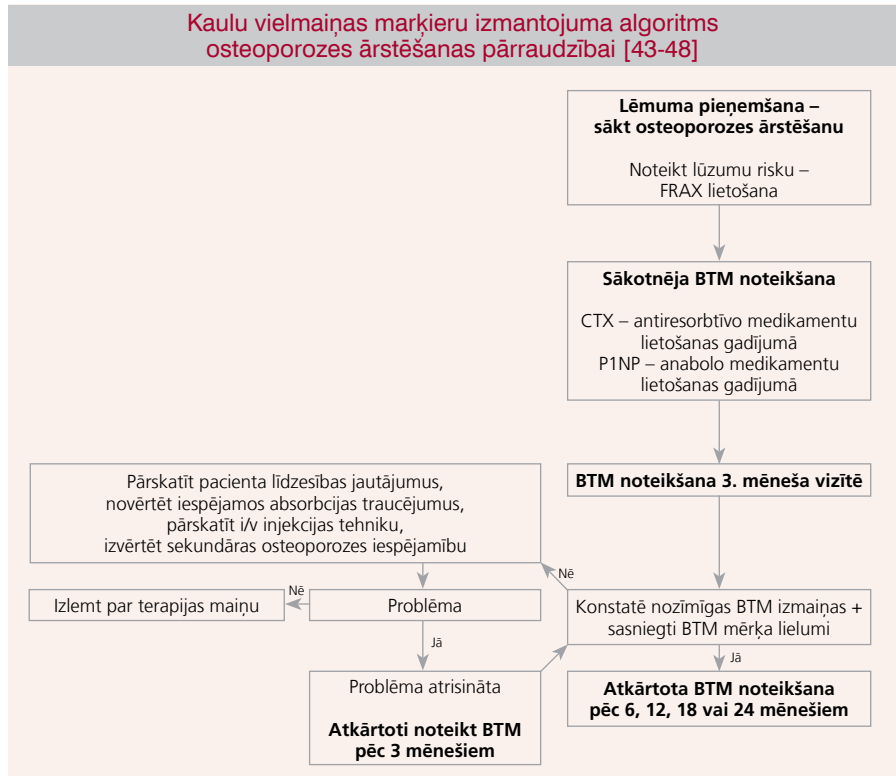 Kaulu vielmaiņas marķieru izmantojuma algoritms
osteoporozes ārstēšanas pārraudzībai [43-48]
Lēmuma pieņemšana –
sākt osteoporozes ārstēšanu
Noteikt lūzumu risku –
FRAX lietošana
Sākotnēja BTM noteikšana
CTX – antiresorbtīvo medikamentu
lietošanas gadījumā
P1NP – anabolo medikamentu
lietošanas gadījumā
BTM noteikšana 3. mēneša vizītē
Pārskatīt pacienta līdzesības jautājumus,
novērtēt iespējamos absorbcijas traucējumus,
pārskatīt i/v injekcijas tehniku,
izvērtēt sekundāras osteoporozes iespējamību
Nē
Konstatē nozīmīgas BTM izmaiņas +
sasniegti BTM mērķa lielumi
Problēma
Nē
Izlemt par terapijas maiņu
Jā
Problēma atrisināta
Atkārtoti noteikt BTM
pēc 3 mēnešiem
Jā
Atkārtota BTM noteikšana
pēc 6, 12, 18 vai 24 mēnešiem